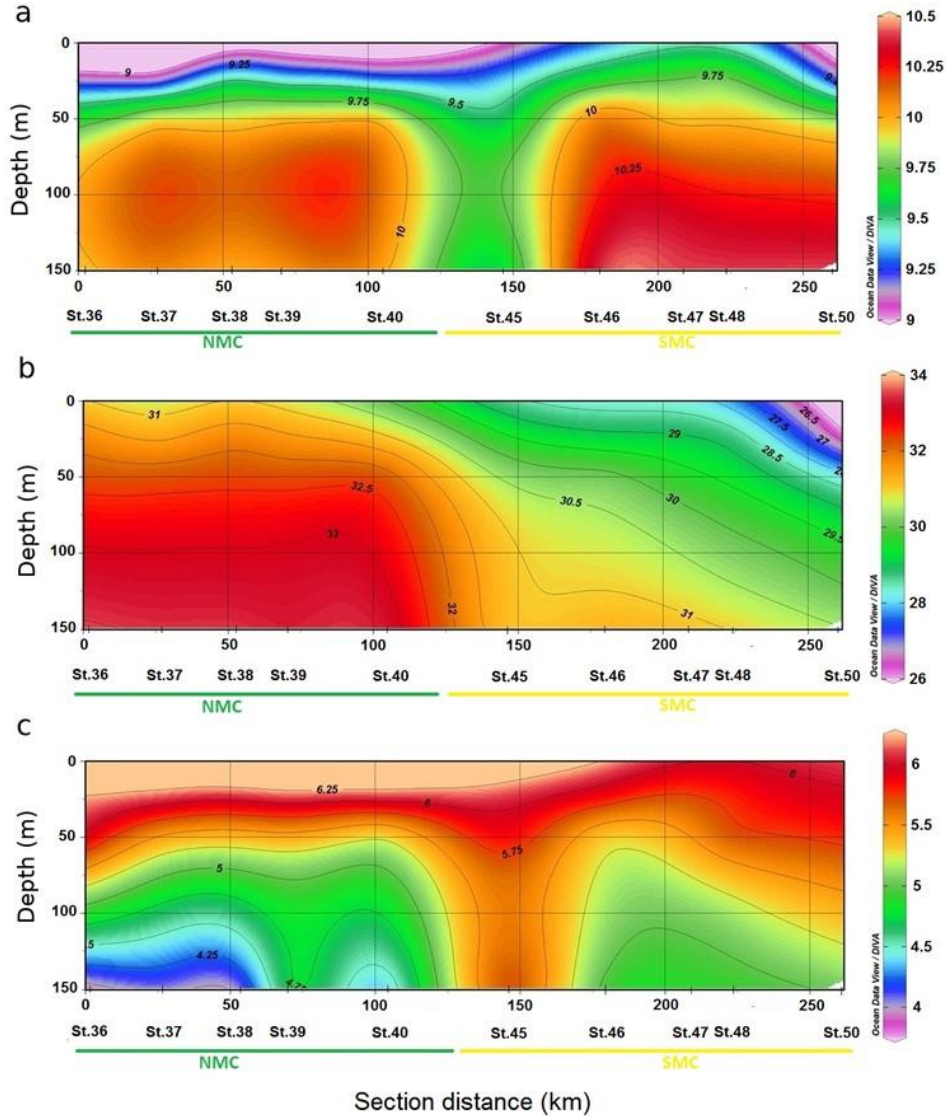 a
Depth (m)
0
50
100
150
9
9.25
9.75
9.5
9.75
10
10.25
10
0 50 100 150 200 250
St.36 St.37 St.38 St.39 St.40 St.45 St.46 St.47 St.48 St.50
NMC SMC
10.5
10.25
10
9.75
9.5
9.25
9
Ocean Data View / DIVA
b
Depth (m)
0
50
100
150
31
32.5
33
32
29
30.5
30
31
26.5
27.5
27
28.5
29.5
0 50 100 150 200 250
St.36 St.37 St.38 St.39 St.40 St.45 St.46 St.47 St.48 St.50
NMC SMC
34
32
30
28
26
Ocean Data View / DIVA
c
Depth (m)
0
50
100
150
6.25
6
6
5.75
5
4.25
0 50 100 150 200 250
St.36 St.37 St.38 St.39 St.40 St.45 St.46 St.47 St.48 St.50
NMC SMC
6
5.5
5
4.5
4
Ocean Data View / DIVA
Section distance (km)